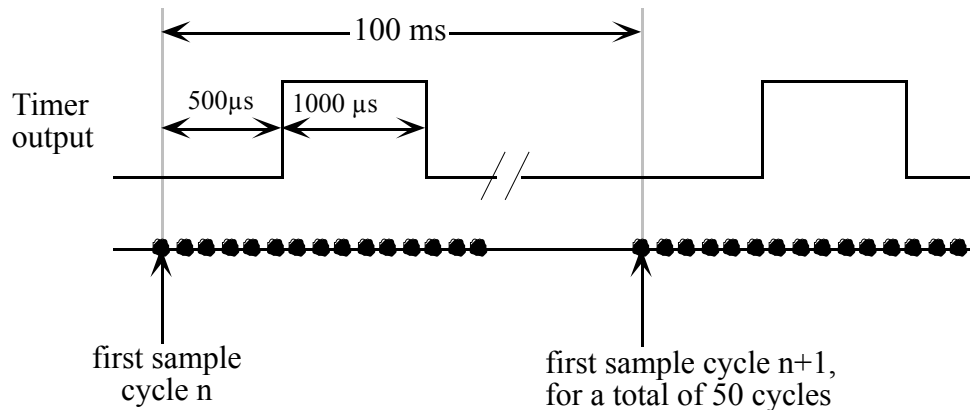 100 ms
Timer
output
500µs
1000 µs
first sample
cycle n
first sample cycle n+1,
for a total of 50 cycles